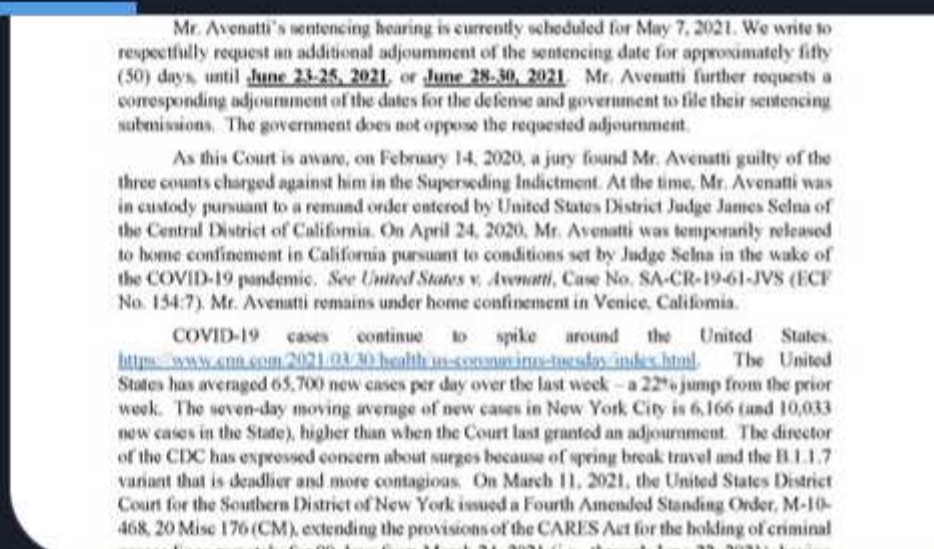 Mr. Avenatti's sentencing hearing is currently scheduled for May 7, 2021. We write to
respectfully request an additional adjournment of the sentencing date for approximately fifty
(50) days, until June 23-25, 2021, or June 28-30, 2021. Mr. Avenatti further requests a
corresponding adjournment of the dates for the defense and government to file their sentencing
submissions. The government does not oppose the requested adjournment.
As this Court is aware, on February 14, 2020, a jury found Mr. Avenatti guilty of the
three counts charged against him in the Superseding Indictment. At the time, Mr. Avenatti was
in custody pursuant to a remand order entered by United States District Judge James Selna of
the Central District of California. On April 24, 2020, Mr. Avenatti was temporarily released
to home confinement in California pursuant to conditions set by Judge Selna in the wake of
the COVID-19 pandemic. See United States v. Avenatti, Case No. SA-CR-19-61-JVS (ECF
No. 154:7). Mr. Avenatti remains under home confinement in Venice, California.
COVID-19 cases continue to spike around the United States.
https://www.cnn.com/2021/03/30/health/us-coronavirus-tuesday/index.html. The United
States has averaged 65,700 new cases per day over the last week – a 22% jump from the prior
week. The seven-day moving average of new cases in New York City is 6,166 (and 10,033
new cases in the State), higher than when the Court last granted an adjournment. The director
of the CDC has expressed concern about surges because of spring break travel and the B.1.1.7
variant that is deadlier and more contagious. On March 11, 2021, the United States District
Court for the Southern District of New York issued a Fourth Amended Standing Order, M-10-
468, 20 Misc 176 (CM), extending the provisions of the CARES Act for the holding of criminal